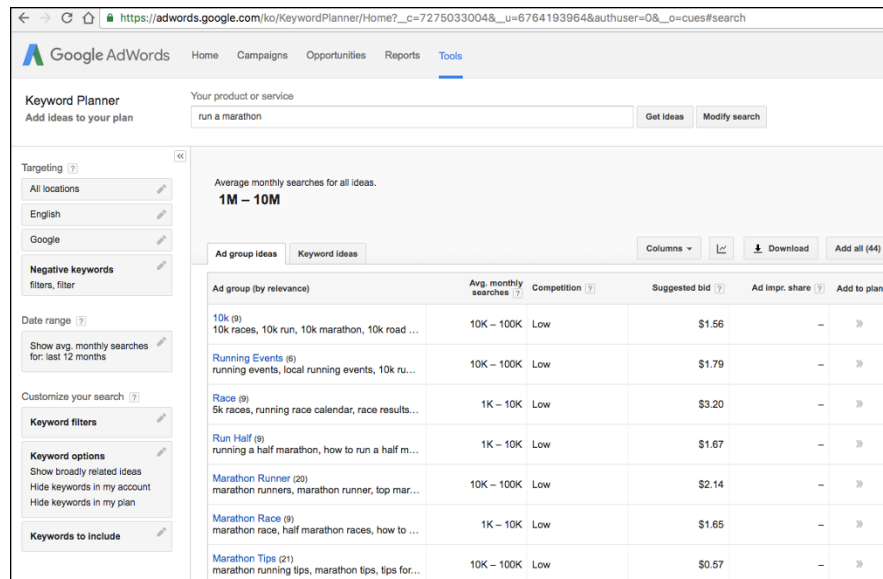 https://adwords.google.com/ko/KeywordPlanner/Home?__c=7275033004&__u=6764193964&authuser=0&__o=cues#search
Google AdWords Home Campaigns Opportunities Reports Tools
Keyword Planner
Add ideas to your plan
Your product or service
run a marathon
Get ideas Modify search
Targeting ?
All locations
English
Google
Negative keywords
filters, filter
Date range ?
Show avg. monthly searches
for: last 12 months
Customize your search ?
Keyword filters
Keyword options
Show broadly related ideas
Hide keywords in my account
Hide keywords in my plan
Keywords to include
Average monthly searches for all ideas.
1M – 10M
Ad group ideas Keyword ideas
Columns Download Add all (44)
Ad group (by relevance) Avg. monthly searches ? Competition ? Suggested bid ? Ad impr. share ? Add to plan
10k (9)
10k races, 10k run, 10k marathon, 10k road ... 10K – 100K Low $1.56 – »
Running Events (6)
running events, local running events, 10k ru... 10K – 100K Low $1.79 – »
Race (9)
5k races, running race calendar, race results... 1K – 10K Low $3.20 – »
Run Half (9)
running a half marathon, how to run a half m... 1K – 10K Low $1.67 – »
Marathon Runner (20)
marathon runners, marathon runner, top mar... 10K – 100K Low $2.14 – »
Marathon Race (9)
marathon race, half marathon races, how to ... 1K – 10K Low $1.65 – »
Marathon Tips (21)
marathon running tips, marathon tips, tips for... 10K – 100K Low $0.57 – »